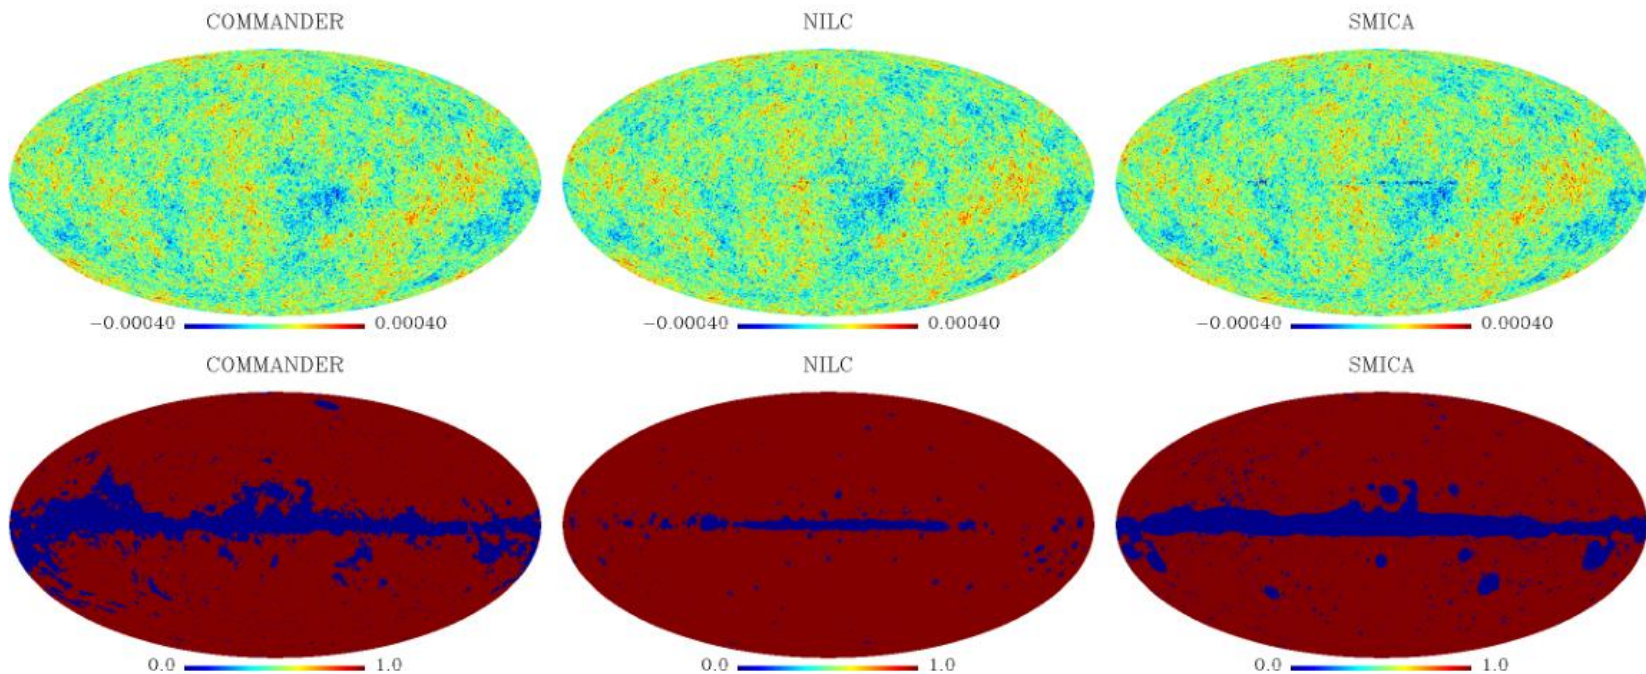 COMMANDER NILC SMICA
−0.00040 0.00040 −0.00040 0.00040 −0.00040 0.00040
COMMANDER NILC SMICA
0.0 1.0 0.0 1.0 0.0 1.0